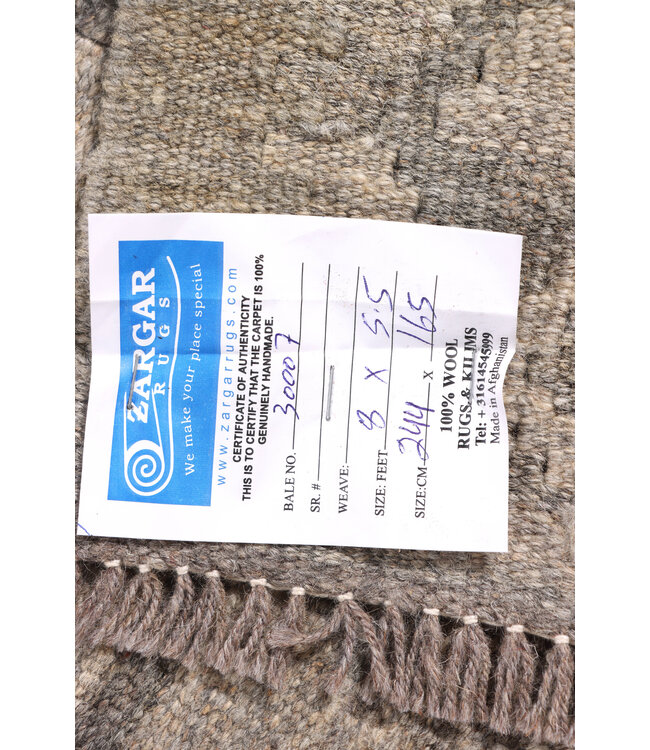 ZARGAR
RUGS
We make your place special
www.zargarrugs.com
CERTIFICATE OF AUTHENTICITY
THIS IS TO CERTIFY THAT THE CARPET IS 100%
GENUINELY HANDMADE.
BALE NO. 30007
SR. #
WEAVE:
SIZE: FEET 8 X 5.5
SIZE:CM 244 X 165
100% WOOL
RUGS & KILIMS
Tel: + 31614545099
Made in Afghanistan